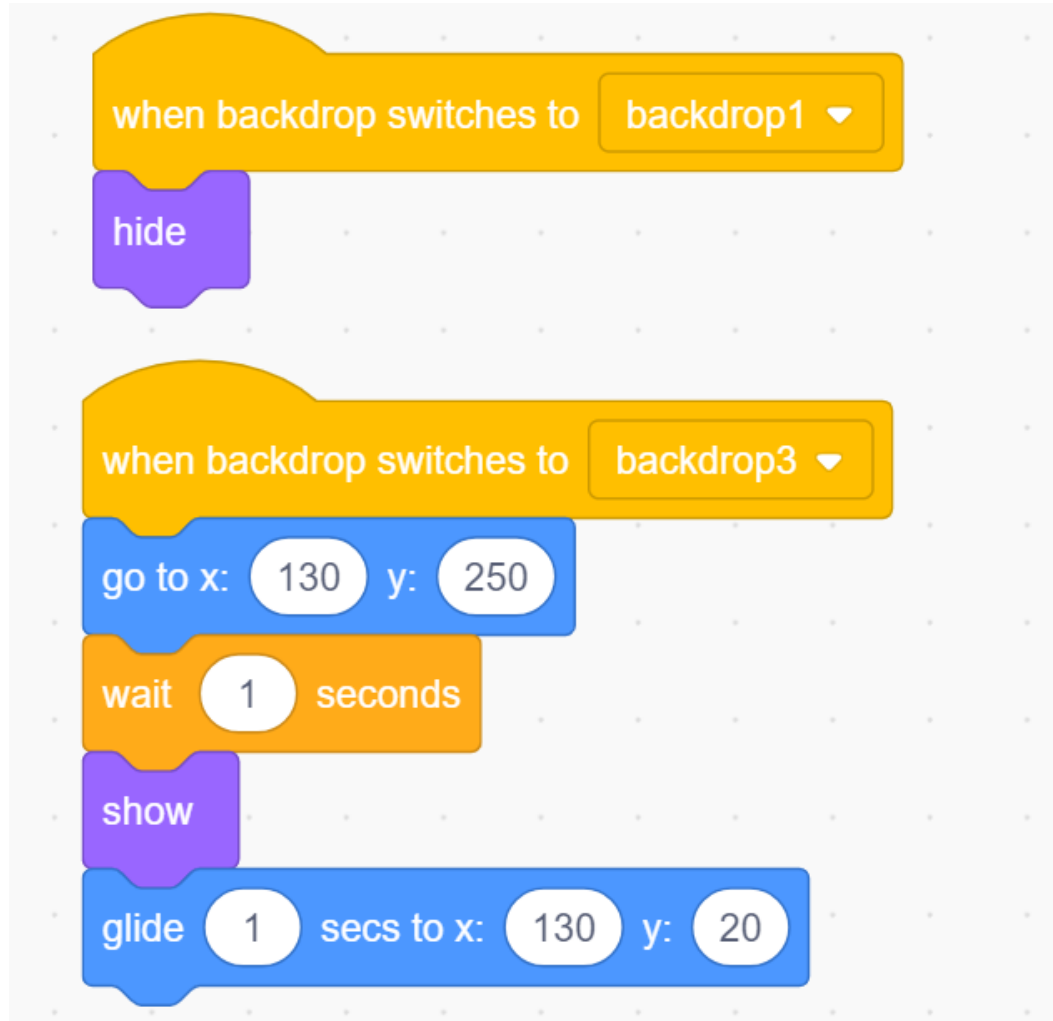 when backdrop switches to backdrop1
hide
when backdrop switches to backdrop3
go to x: 130 y: 250
wait 1 seconds
show
glide 1 secs to x: 130 y: 20